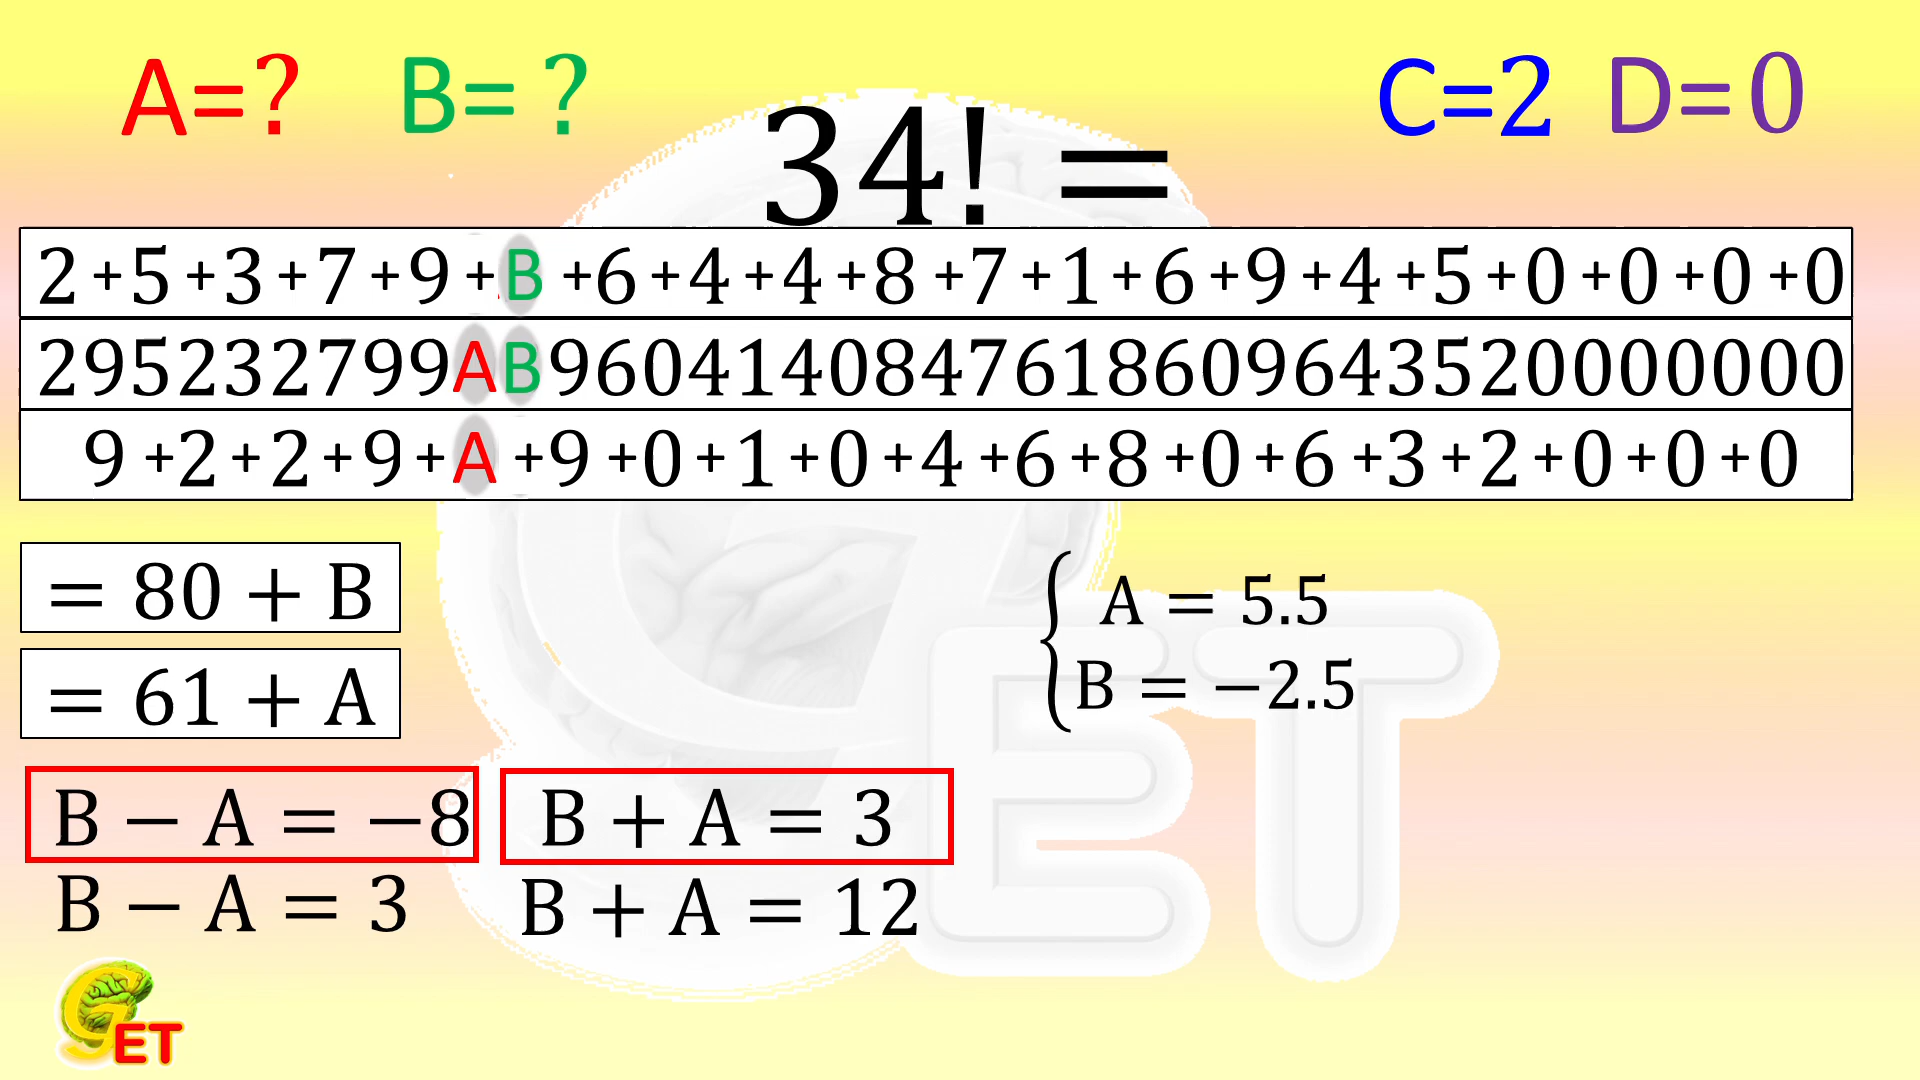 A=? B= ? C=2 D= 0
34! =
2 +5 +3 +7 +9 +B +6 +4 +4 +8 +7 +1 +6 +9 +4 +5 +0 +0 +0 +0
295232799AB9604140847618609643520000000
9 +2 +2 +9 +A +9 +0 +1 +0 +4 +6 +8 +0 +6 +3 +2 +0 +0 +0
= 80 + B
= 61 + A
A = 5.5
B = −2.5
B − A = −8 B + A = 3
B − A = 3 B + A = 12
GET
GET